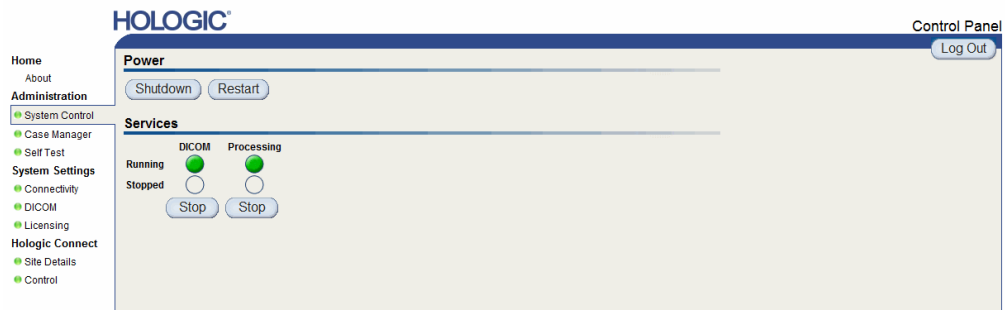 HOLOGIC®
Control Panel
Log Out
Home
About
Administration
System Control
Case Manager
Self Test
System Settings
Connectivity
DICOM
Licensing
Hologic Connect
Site Details
Control
Power
Shutdown Restart
Services
DICOM Processing
Running
Stopped
Stop Stop